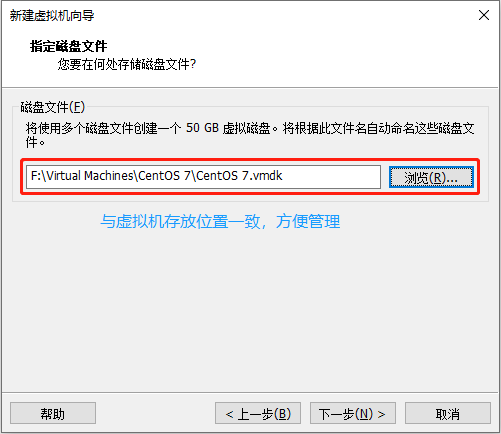 新建虚拟机向导
指定磁盘文件
您要在何处存储磁盘文件?
磁盘文件(F)
将使用多个磁盘文件创建一个 50 GB 虚拟磁盘。将根据此文件名自动命名这些磁盘文
件。
F:\Virtual Machines\CentOS 7\CentOS 7.vmdk
浏览(R)...
与虚拟机存放位置一致，方便管理
帮助
< 上一步(B)
下一步(N) >
取消